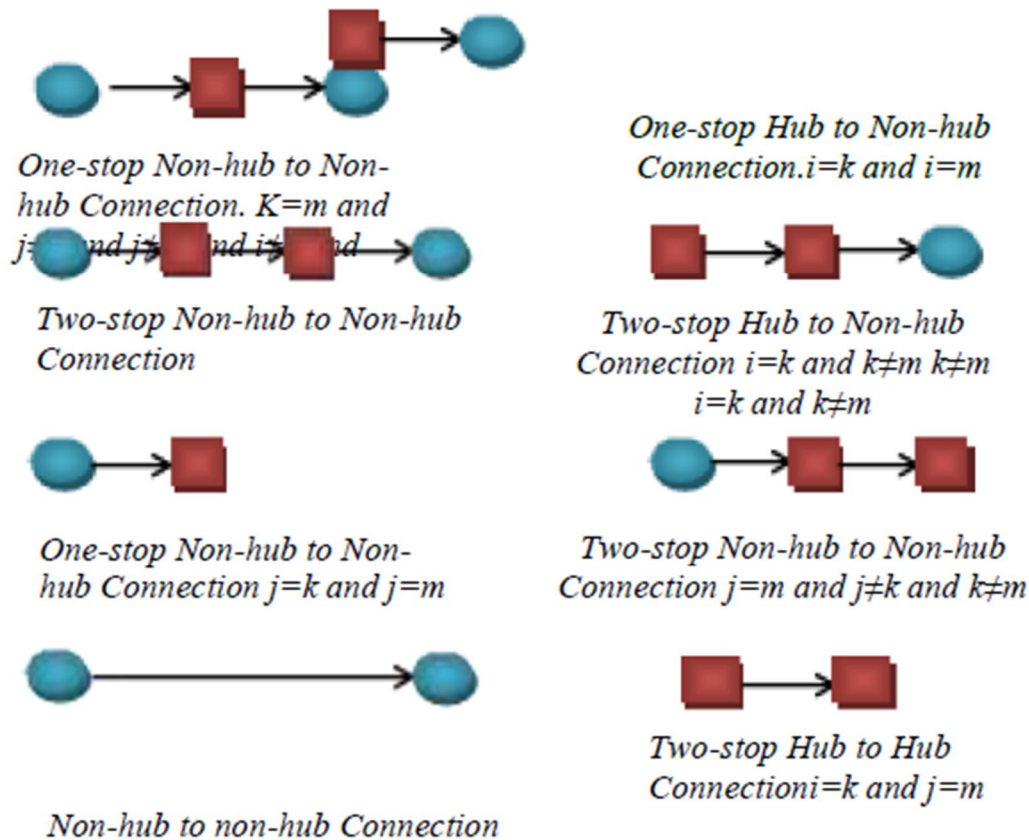 One-stop Non-hub to Non-
hub Connection. K=m and
and j≠ nd i≠ nd
Two-stop Non-hub to Non-hub
Connection
One-stop Non-hub to Non-
hub Connection j=k and j=m
Non-hub to non-hub Connection
One-stop Hub to Non-hub
Connection.i=k and i=m
Two-stop Hub to Non-hub
Connection i=k and k≠m k≠m
i=k and k≠m
Two-stop Non-hub to Non-hub
Connection j=m and j≠k and k≠m
Two-stop Hub to Hub
Connectioni=k and j=m